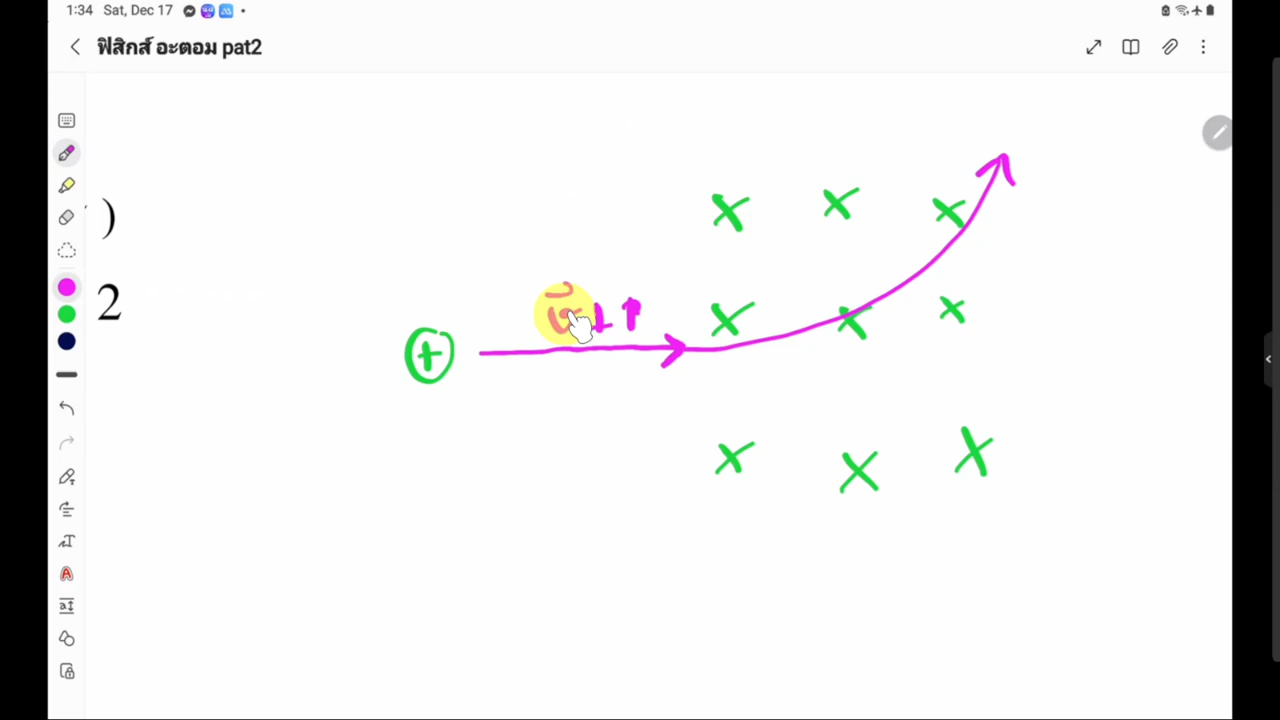 1:34 Sat, Dec 17
ฟิสิกส์ อะตอม pat2
)
2
+
× × ×
× × ×
× × ×